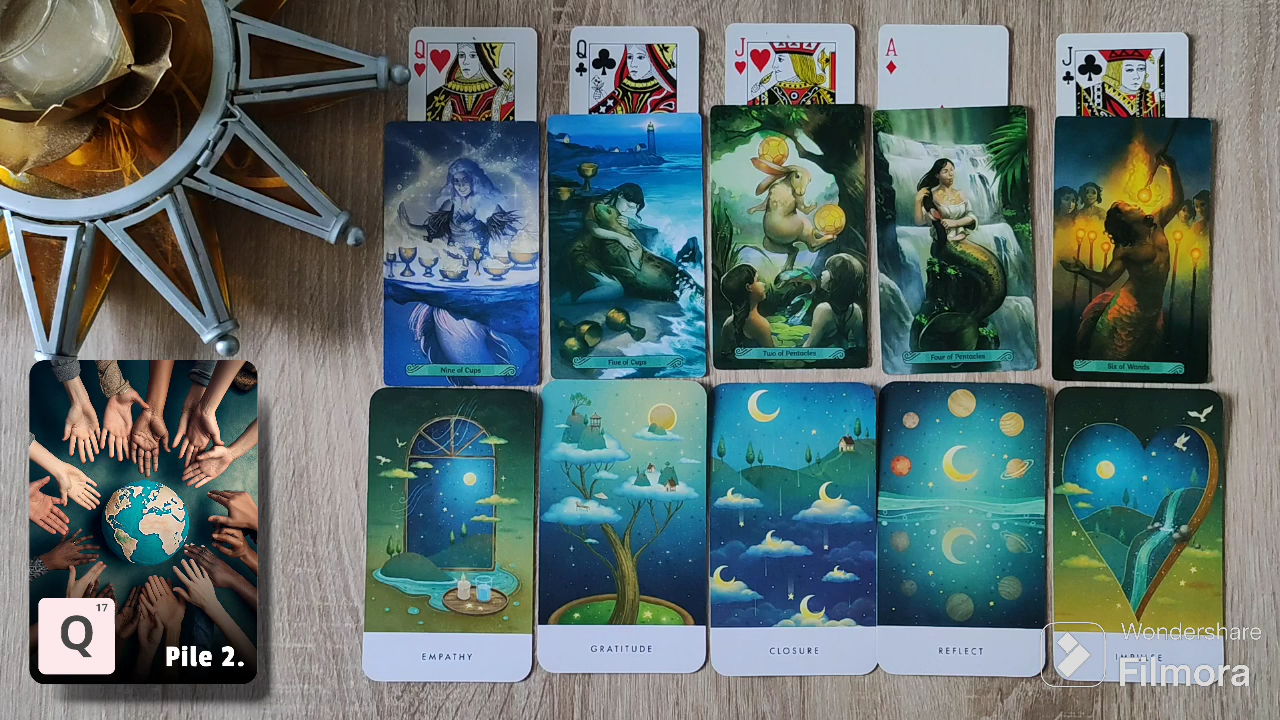 Q
Q
J
A
J
Nine of Cups
Five of Cups
Two of Pentacles
Four of Pentacles
Six of Wands
EMPATHY
GRATITUDE
CLOSURE
REFLECT
IMPULSE
17
Q
Pile 2.
Wondershare
Filmora